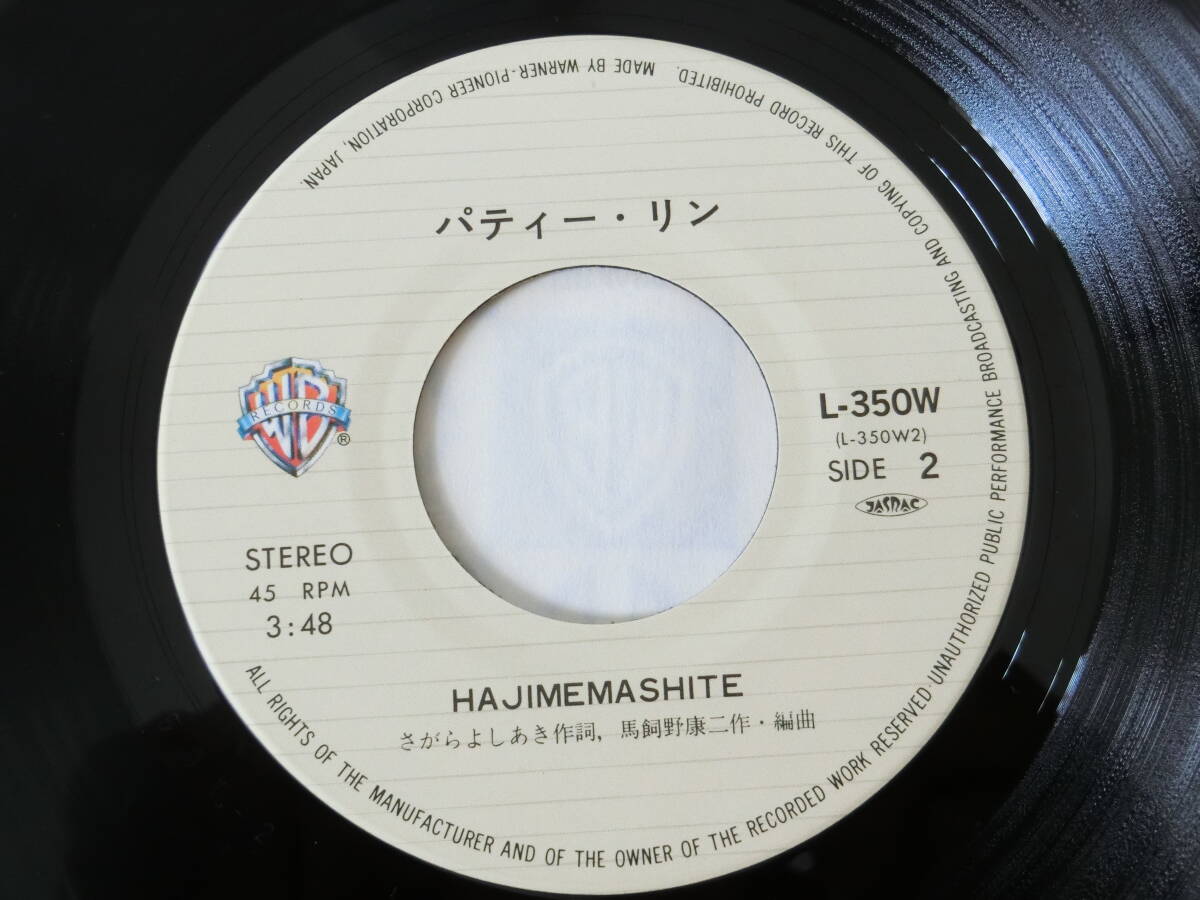 パティー・リン
WB
RECORDS
®
L-350W
(L-350W2)
SIDE 2
JASRAC
STEREO
45 RPM
3:48
HAJIMEMASHITE
さがらよしあき作詞, 馬飼野康二作・編曲
ALL RIGHTS OF THE MANUFACTURER AND OF THE OWNER OF THE RECORDED WORK RESERVED·UNAUTHORIZED PUBLIC PERFORMANCE BROADCASTING AND COPYING OF THIS RECORD PROHIBITED. MADE BY WARNER-PIONEER CORPORATION, JAPAN.